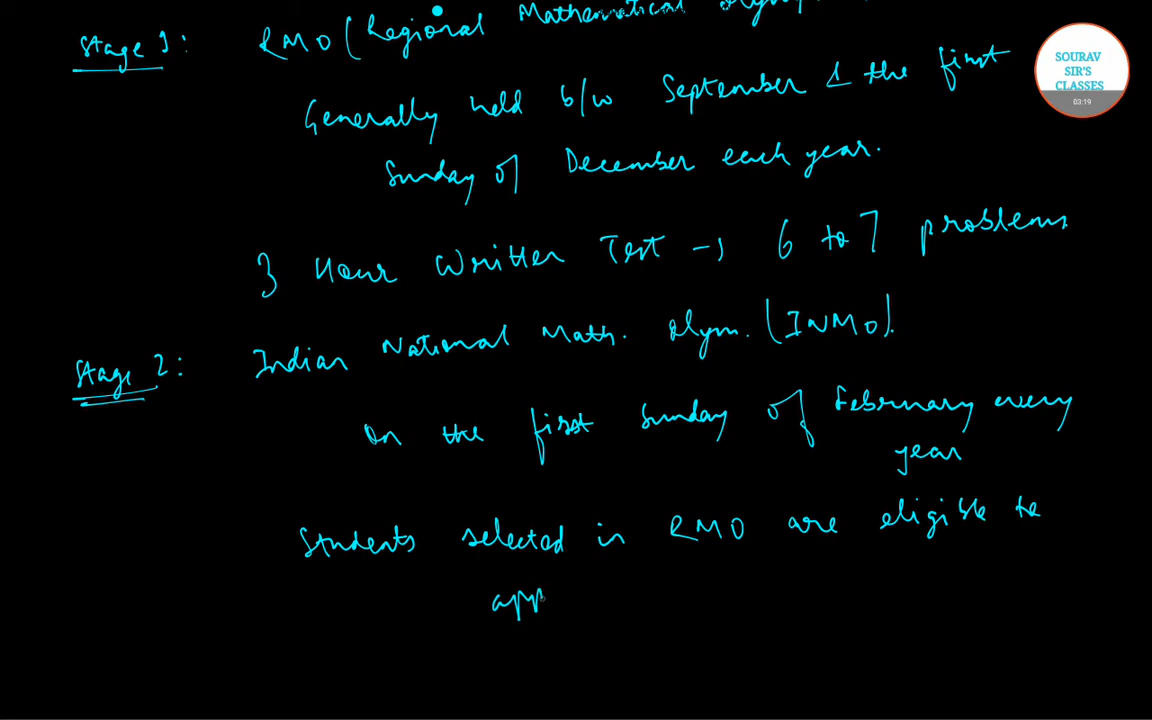 Stage 1: RMO (Regional Mathematical Olymp
Generally held b/w September & the first
Sunday of December each year.
3 Hour Written Test → 6 to 7 problems
Stage 2: Indian National Math. Olym. (INMO).
On the first Sunday of February every
year
Students selected in RMO are eligible to
app
SOURAV
SIR'S
CLASSES
03:19